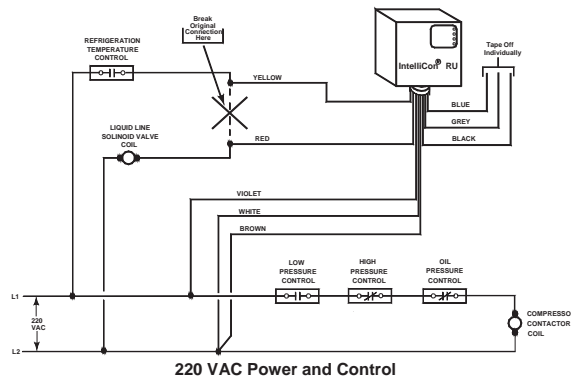 Break
Original
Connection
Here
REFRIGERATION
TEMPERATURE
CONTROL
IntelliCon® RU
Tape Off
Individually
YELLOW
BLUE
GREY
BLACK
LIQUID LINE
SOLINOID VALVE
COIL
RED
VIOLET
WHITE
BROWN
LOW
PRESSURE
CONTROL
HIGH
PRESSURE
CONTROL
OIL
PRESSURE
CONTROL
L1
220
VAC
L2
COMPRESSO
CONTACTOR
COIL
220 VAC Power and Control